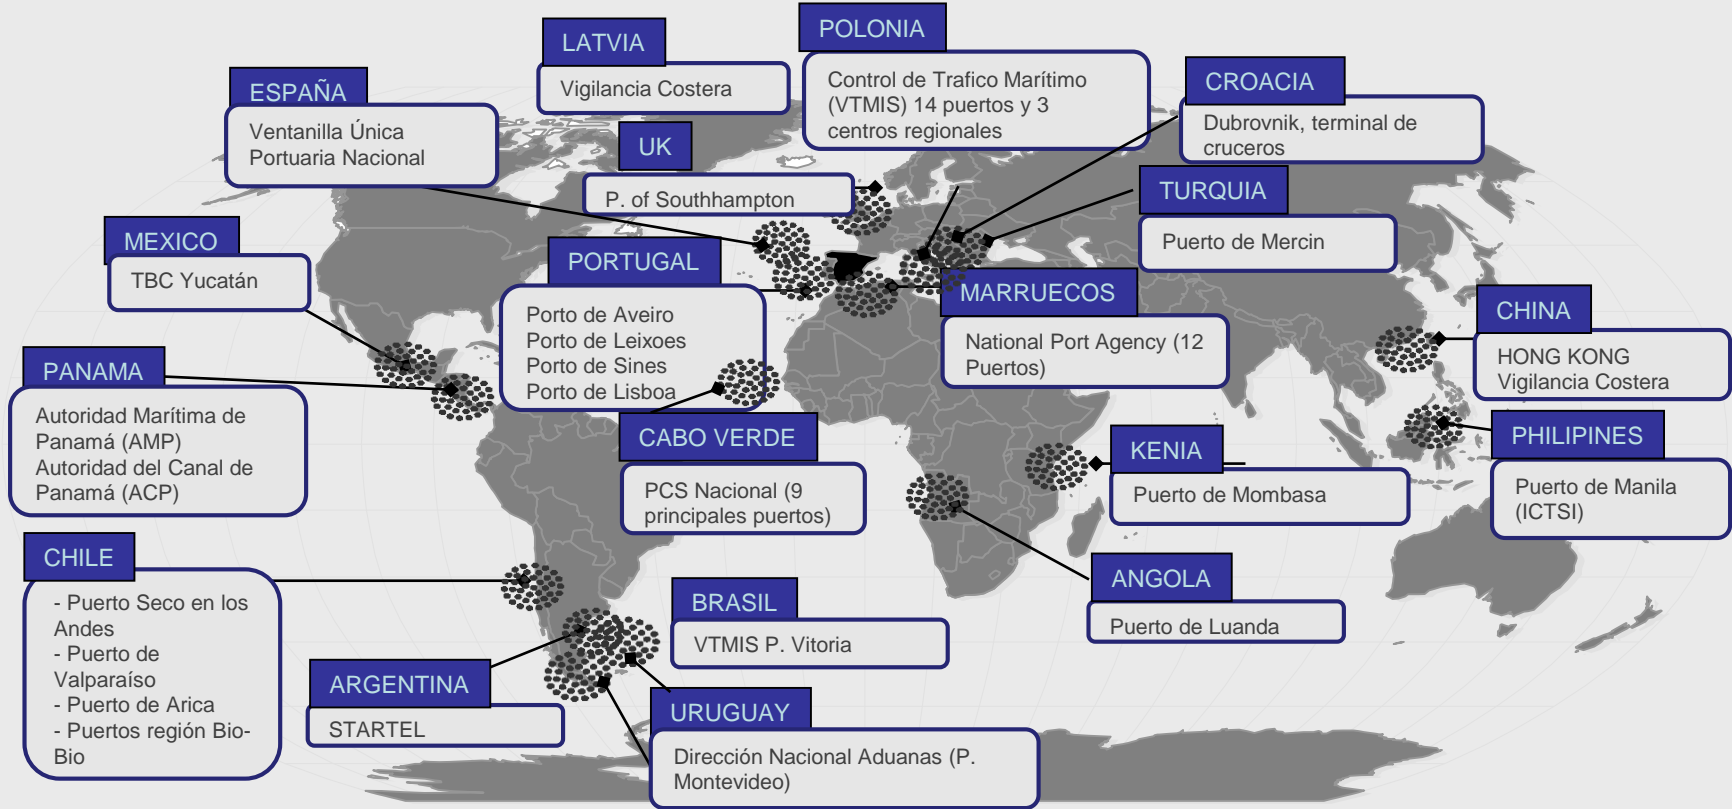 LATVIA
Vigilancia Costera
POLONIA
Control de Trafico Marítimo
(VTMIS) 14 puertos y 3
centros regionales
CROACIA
Dubrovnik, terminal de
cruceros
ESPAÑA
Ventanilla Única
Portuaria Nacional
UK
P. of Southhampton
TURQUIA
Puerto de Mercin
MEXICO
TBC Yucatán
PORTUGAL
Porto de Aveiro
Porto de Leixoes
Porto de Sines
Porto de Lisboa
MARRUECOS
National Port Agency (12
Puertos)
CHINA
HONG KONG
Vigilancia Costera
PANAMA
Autoridad Marítima de
Panamá (AMP)
Autoridad del Canal de
Panamá (ACP)
CABO VERDE
PCS Nacional (9
principales puertos)
KENIA
Puerto de Mombasa
PHILIPINES
Puerto de Manila
(ICTSI)
CHILE
- Puerto Seco en los
Andes
- Puerto de
Valparaíso
- Puerto de Arica
- Puertos región Bio-
Bio
ANGOLA
Puerto de Luanda
BRASIL
VTMIS P. Vitoria
ARGENTINA
STARTEL
URUGUAY
Dirección Nacional Aduanas (P.
Montevideo)